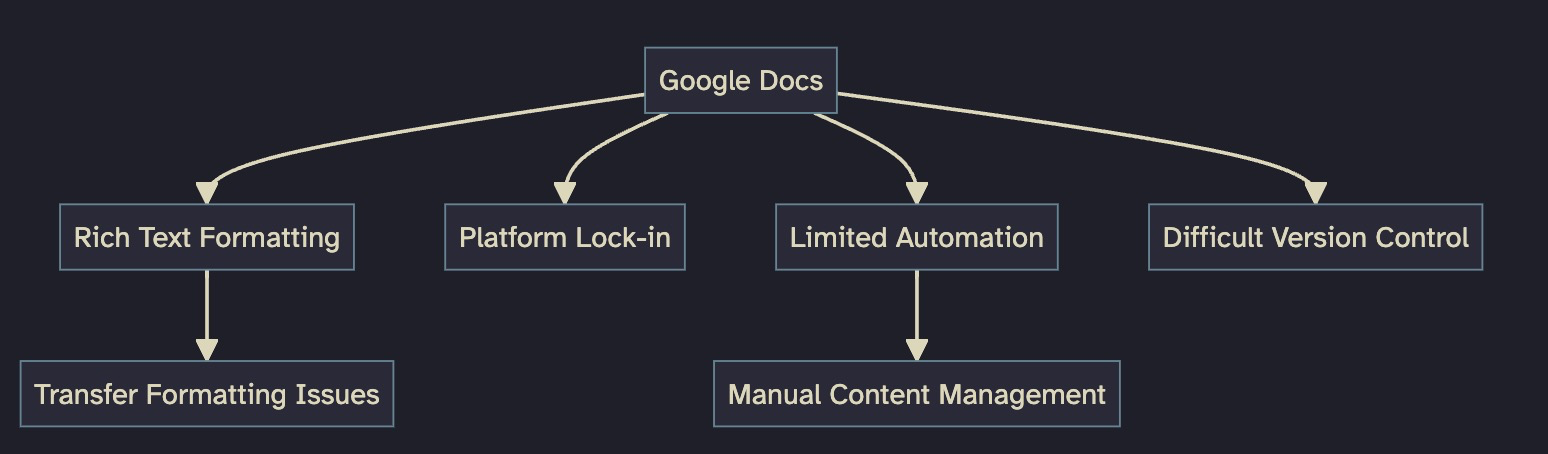 Google Docs
Rich Text Formatting
Platform Lock-in
Limited Automation
Difficult Version Control
Transfer Formatting Issues
Manual Content Management